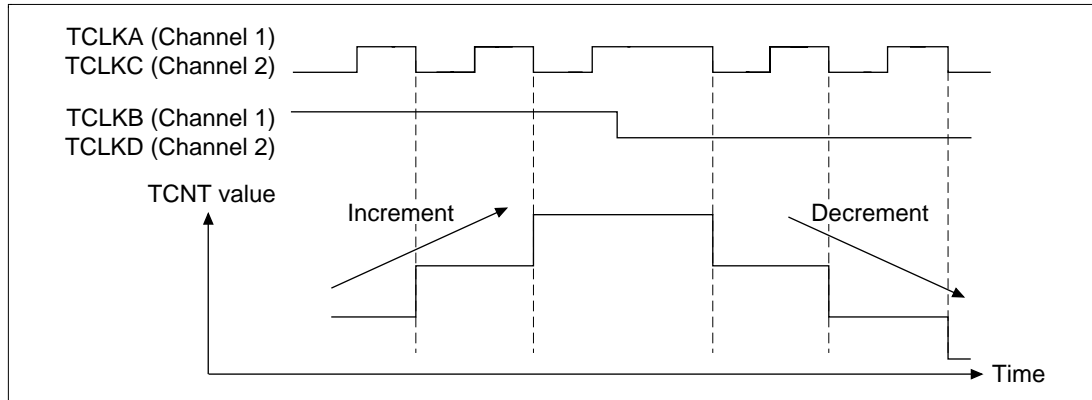 TCLKA (Channel 1)
TCLKC (Channel 2)
TCLKB (Channel 1)
TCLKD (Channel 2)
TCNT value
Increment
Decrement
Time